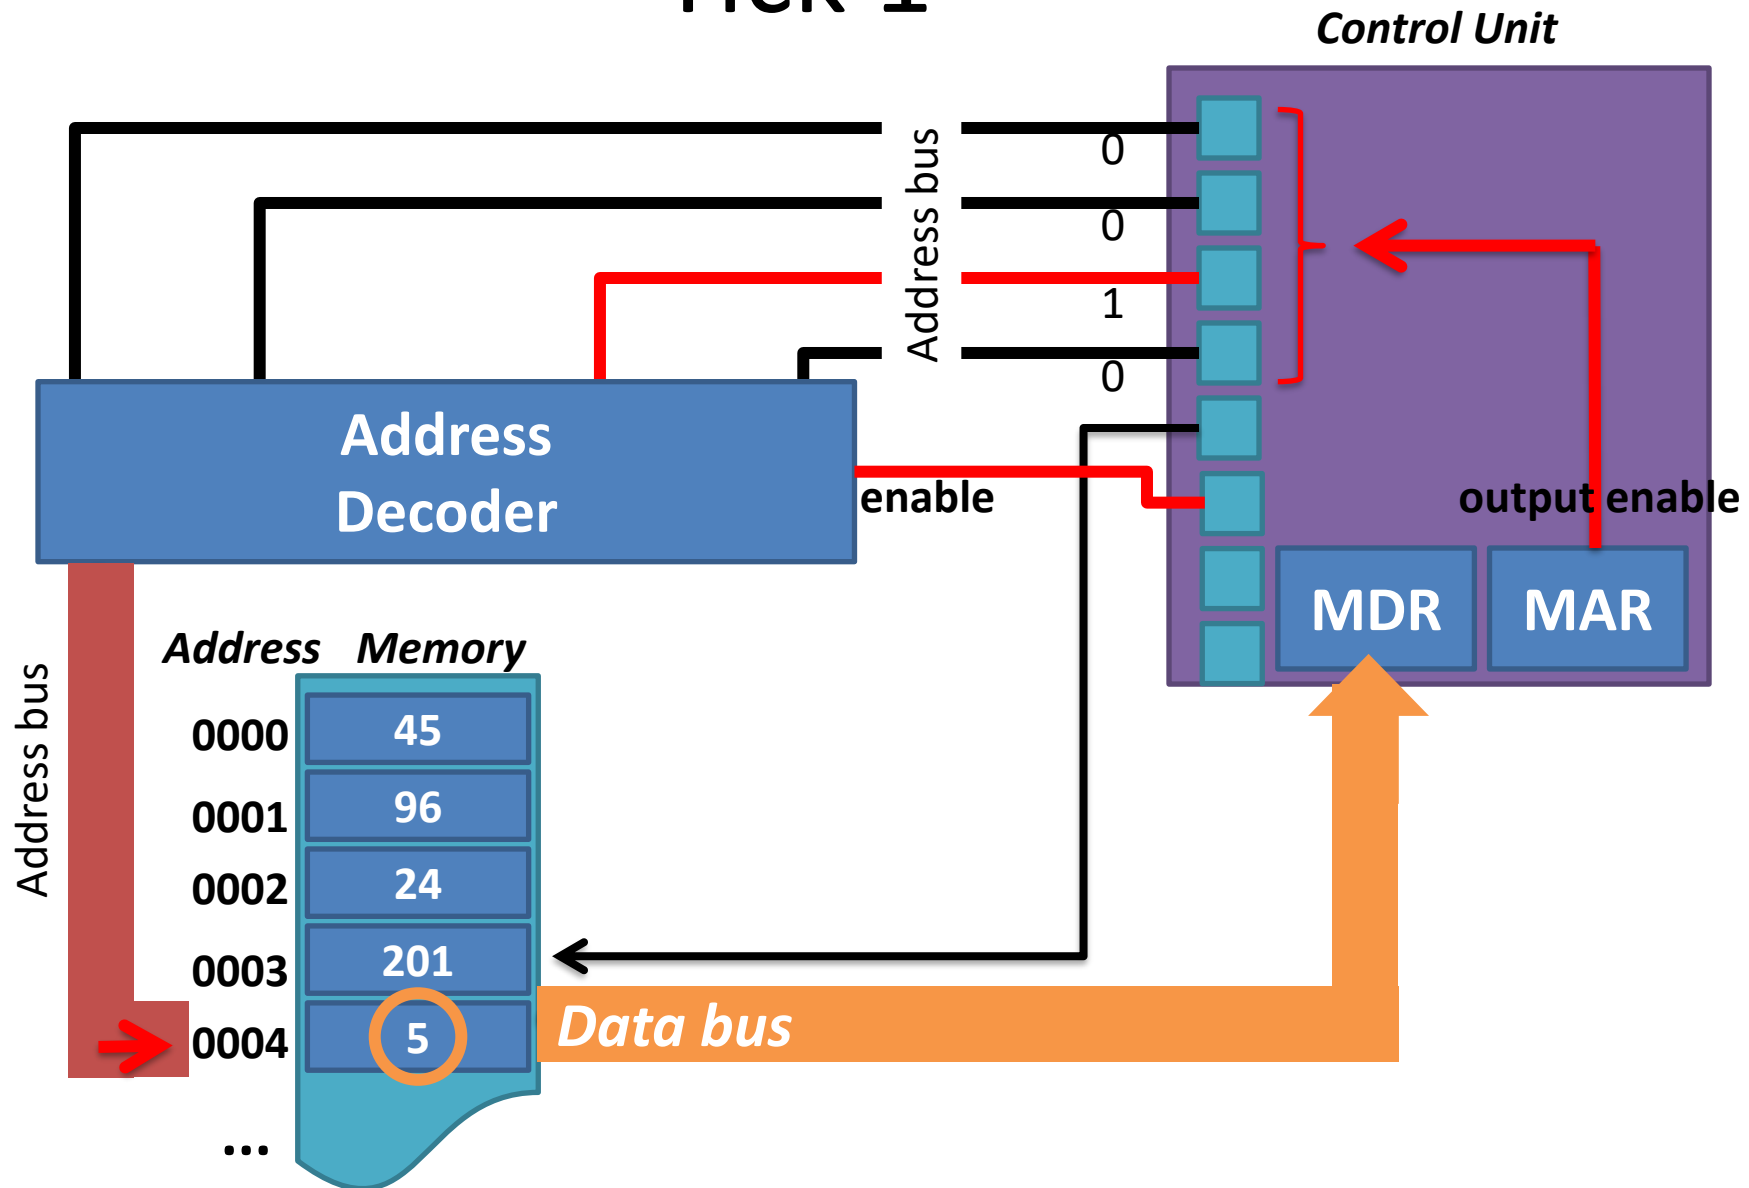 Control Unit
0
0
1
0
Address bus
Address
Decoder
enable
output enable
MDR
MAR
Address bus
Address Memory
0000 45
0001 96
0002 24
0003 201
0004 5
Data bus
...